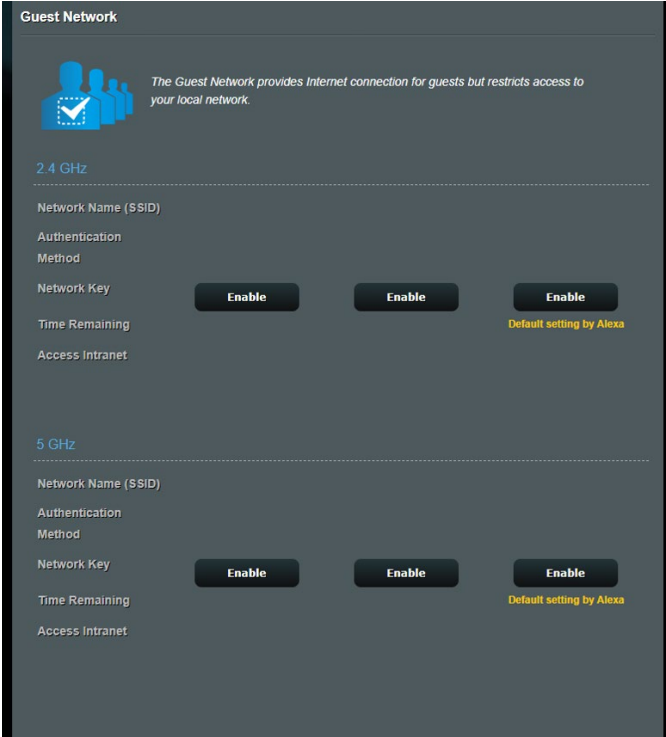 Guest Network
The Guest Network provides Internet connection for guests but restricts access to
your local network.
2.4 GHz
Network Name (SSID)
Authentication
Method
Network Key
Enable Enable Enable
Time Remaining
Default setting by Alexa
Access Intranet
5 GHz
Network Name (SSID)
Authentication
Method
Network Key
Enable Enable Enable
Time Remaining
Default setting by Alexa
Access Intranet